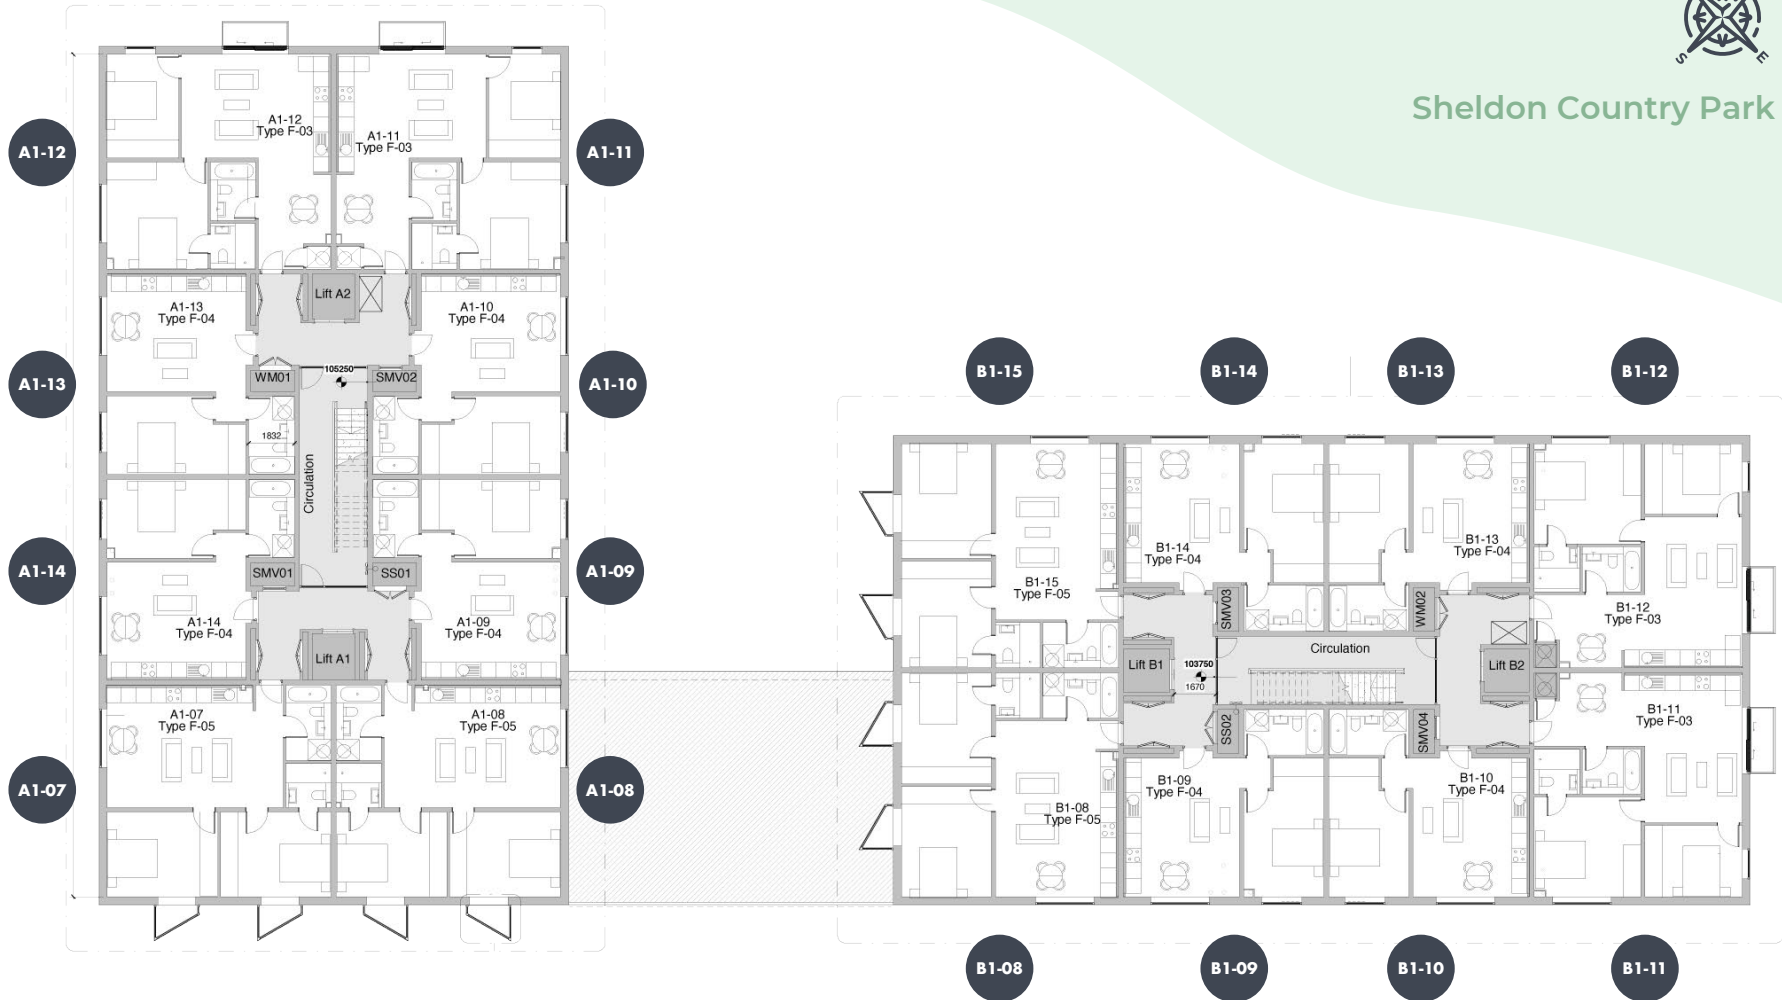 S
E
Sheldon Country Park
A1-12
A1-12
Type F-03
A1-11
Type F-03
A1-11
A1-13
Type F-04
Lift A2
A1-10
Type F-04
A1-13
WM01
105250
SMV02
A1-10
1832
Circulation
A1-14
SMV01
SS01
A1-09
A1-14
Type F-04
A1-09
Type F-04
Lift A1
A1-07
Type F-05
A1-08
Type F-05
A1-07
A1-08
B1-15
B1-14
B1-13
B1-12
B1-14
Type F-04
B1-13
Type F-04
B1-15
Type F-05
SMV03
WM02
B1-12
Type F-03
Lift B1
103750
1670
Circulation
Lift B2
SS02
SMV04
B1-11
Type F-03
B1-09
Type F-04
B1-10
Type F-04
B1-08
Type F-05
B1-08
B1-09
B1-10
B1-11